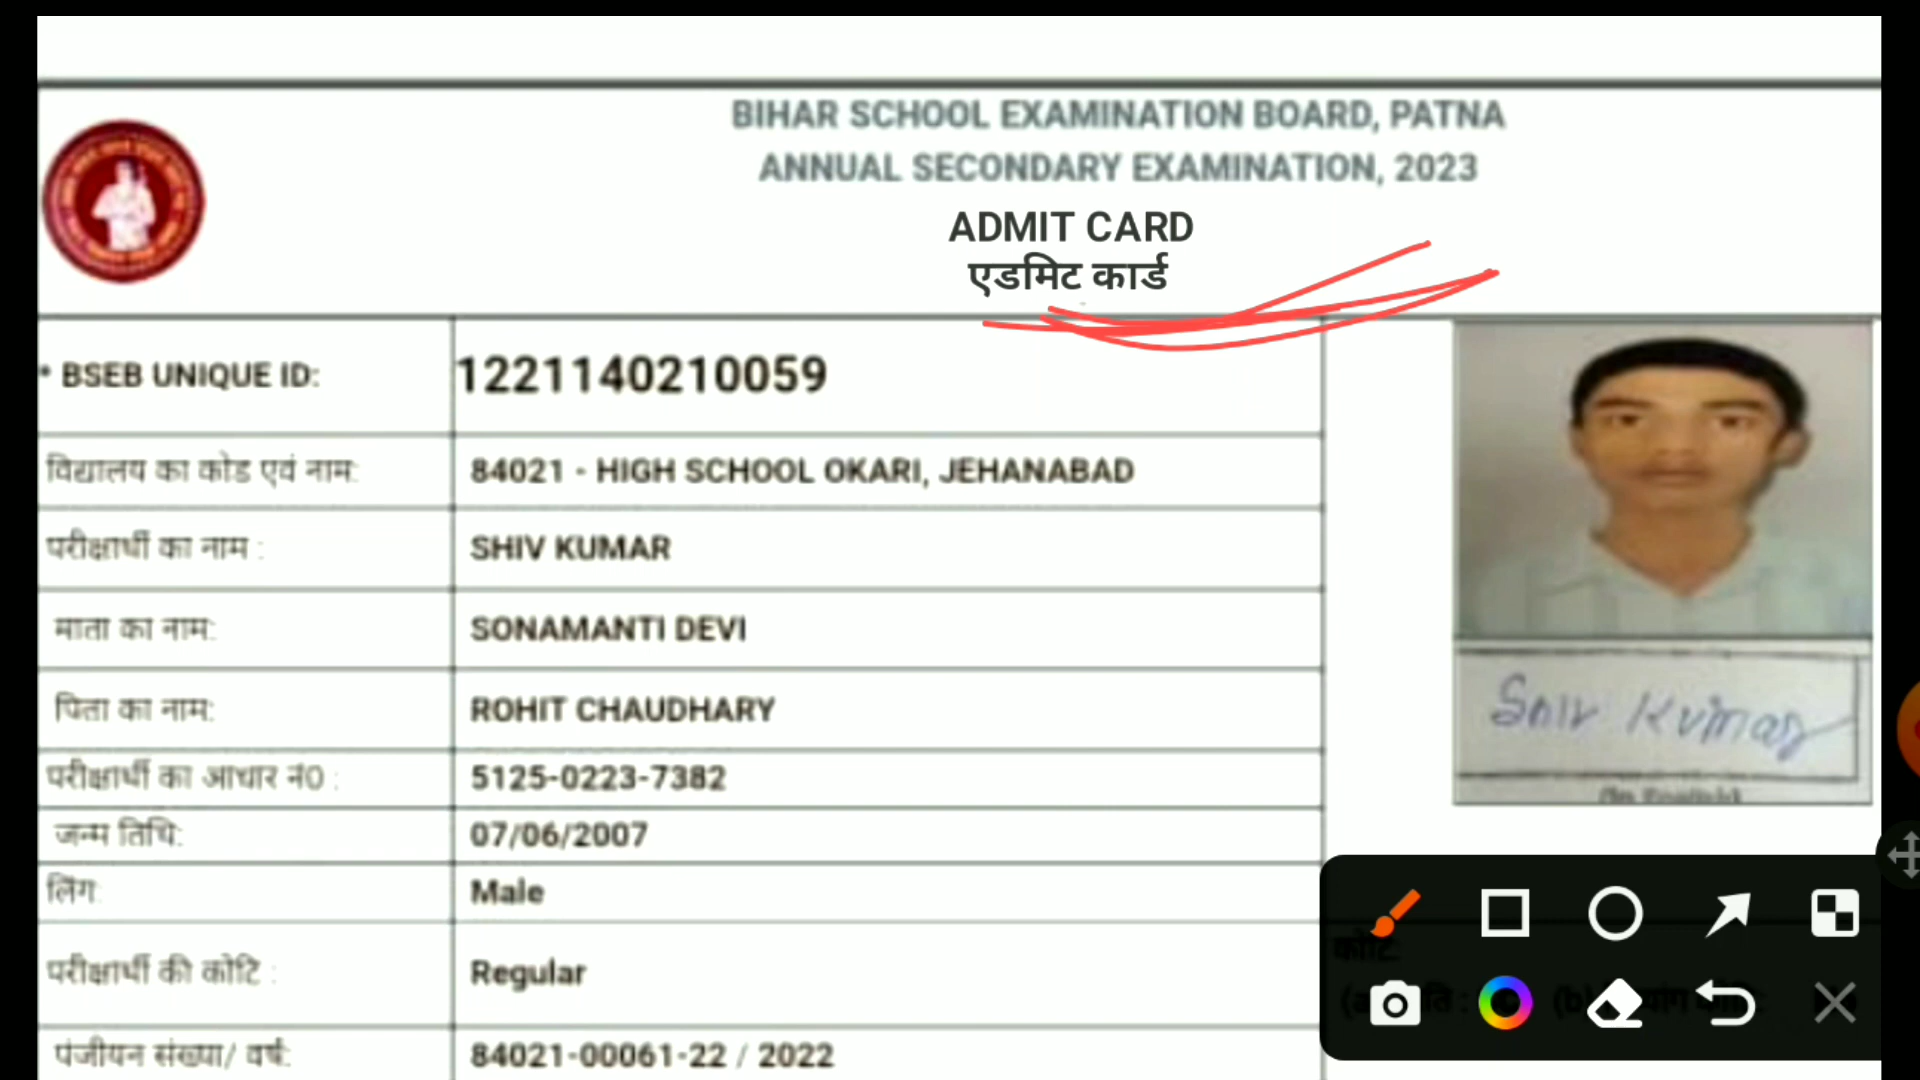 BIHAR SCHOOL EXAMINATION BOARD, PATNA
ANNUAL SECONDARY EXAMINATION, 2023
ADMIT CARD
एडमिट कार्ड
• BSEB UNIQUE ID: 1221140210059
विद्यालय का कोड एवं नाम: 84021 - HIGH SCHOOL OKARI, JEHANABAD
परीक्षार्थी का नाम : SHIV KUMAR
माता का नाम: SONAMANTI DEVI
पिता का नाम: ROHIT CHAUDHARY
परीक्षार्थी का आधार नं0 : 5125-0223-7382
जन्म तिथि: 07/06/2007
लिंग: Male
परीक्षार्थी की कोटि : Regular
पंजीयन संख्या/ वर्ष: 84021-00061-22 / 2022
Shiv Kumar
(In English)
कोटि: